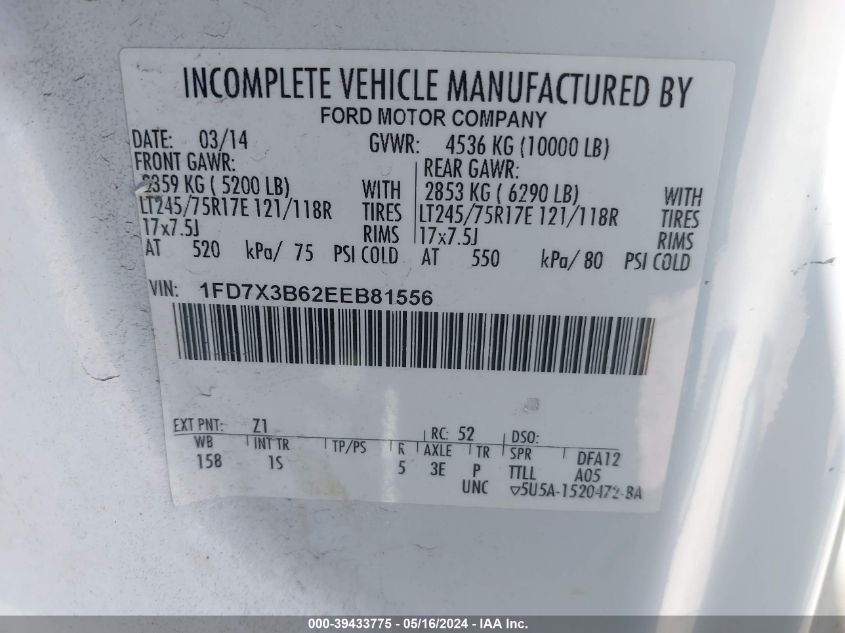 INCOMPLETE VEHICLE MANUFACTURED BY
FORD MOTOR COMPANY
DATE: 03/14 GVWR: 4536 KG (10000 LB)
FRONT GAWR: REAR GAWR:
2359 KG ( 5200 LB) WITH 2853 KG ( 6290 LB) WITH
LT245/75R17E 121/118R TIRES LT245/75R17E 121/118R TIRES
17x7.5J RIMS 17x7.5J RIMS
AT 520 kPa/ 75 PSI COLD AT 550 kPa/ 80 PSI COLD
VIN: 1FD7X3B62EEB81556
EXT PNT: Z1 RC: 52 DSO:
WB INT TR TP/PS R AXLE TR SPR DFA12
158 1S 5 3E P TTLL A05
UNC ▽5U5A-1520472-BA
000-39433775 - 05/16/2024 - IAA Inc.